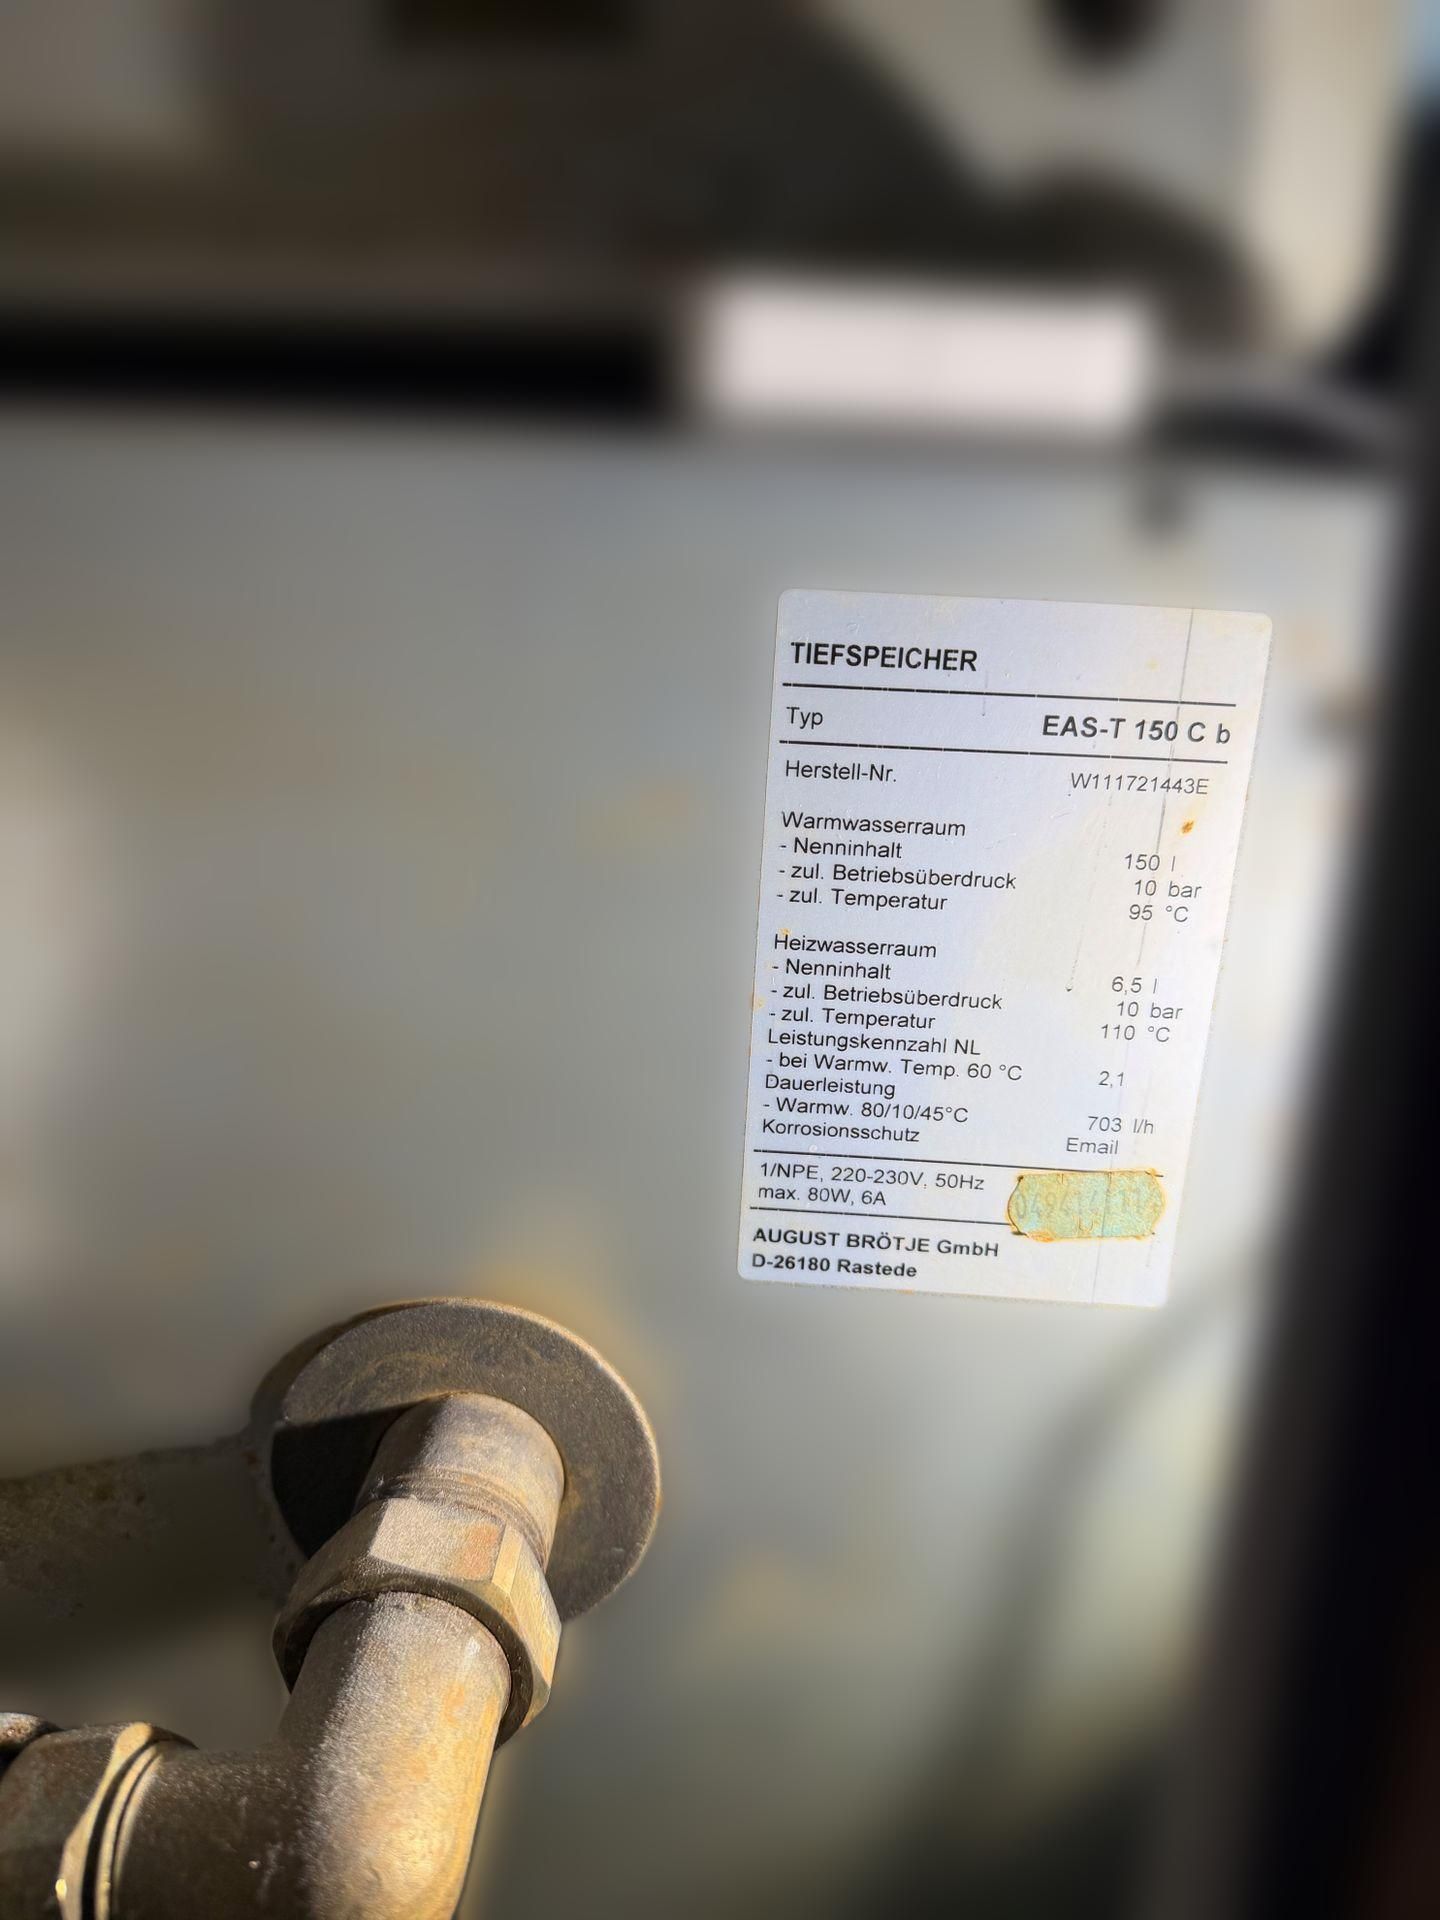 TIEFSPEICHER
Typ EAS-T 150 C b
Herstell-Nr. W111721443E
Warmwasserraum
- Nenninhalt 150 l
- zul. Betriebsüberdruck 10 bar
- zul. Temperatur 95 °C
Heizwasserraum
- Nenninhalt 6,5 l
- zul. Betriebsüberdruck 10 bar
- zul. Temperatur 110 °C
Leistungskennzahl NL
- bei Warmw. Temp. 60 °C 2,1
Dauerleistung
- Warmw. 80/10/45°C 703 l/h
Korrosionsschutz Email
1/NPE, 220-230V, 50Hz
max. 80W, 6A
AUGUST BRÖTJE GmbH
D-26180 Rastede